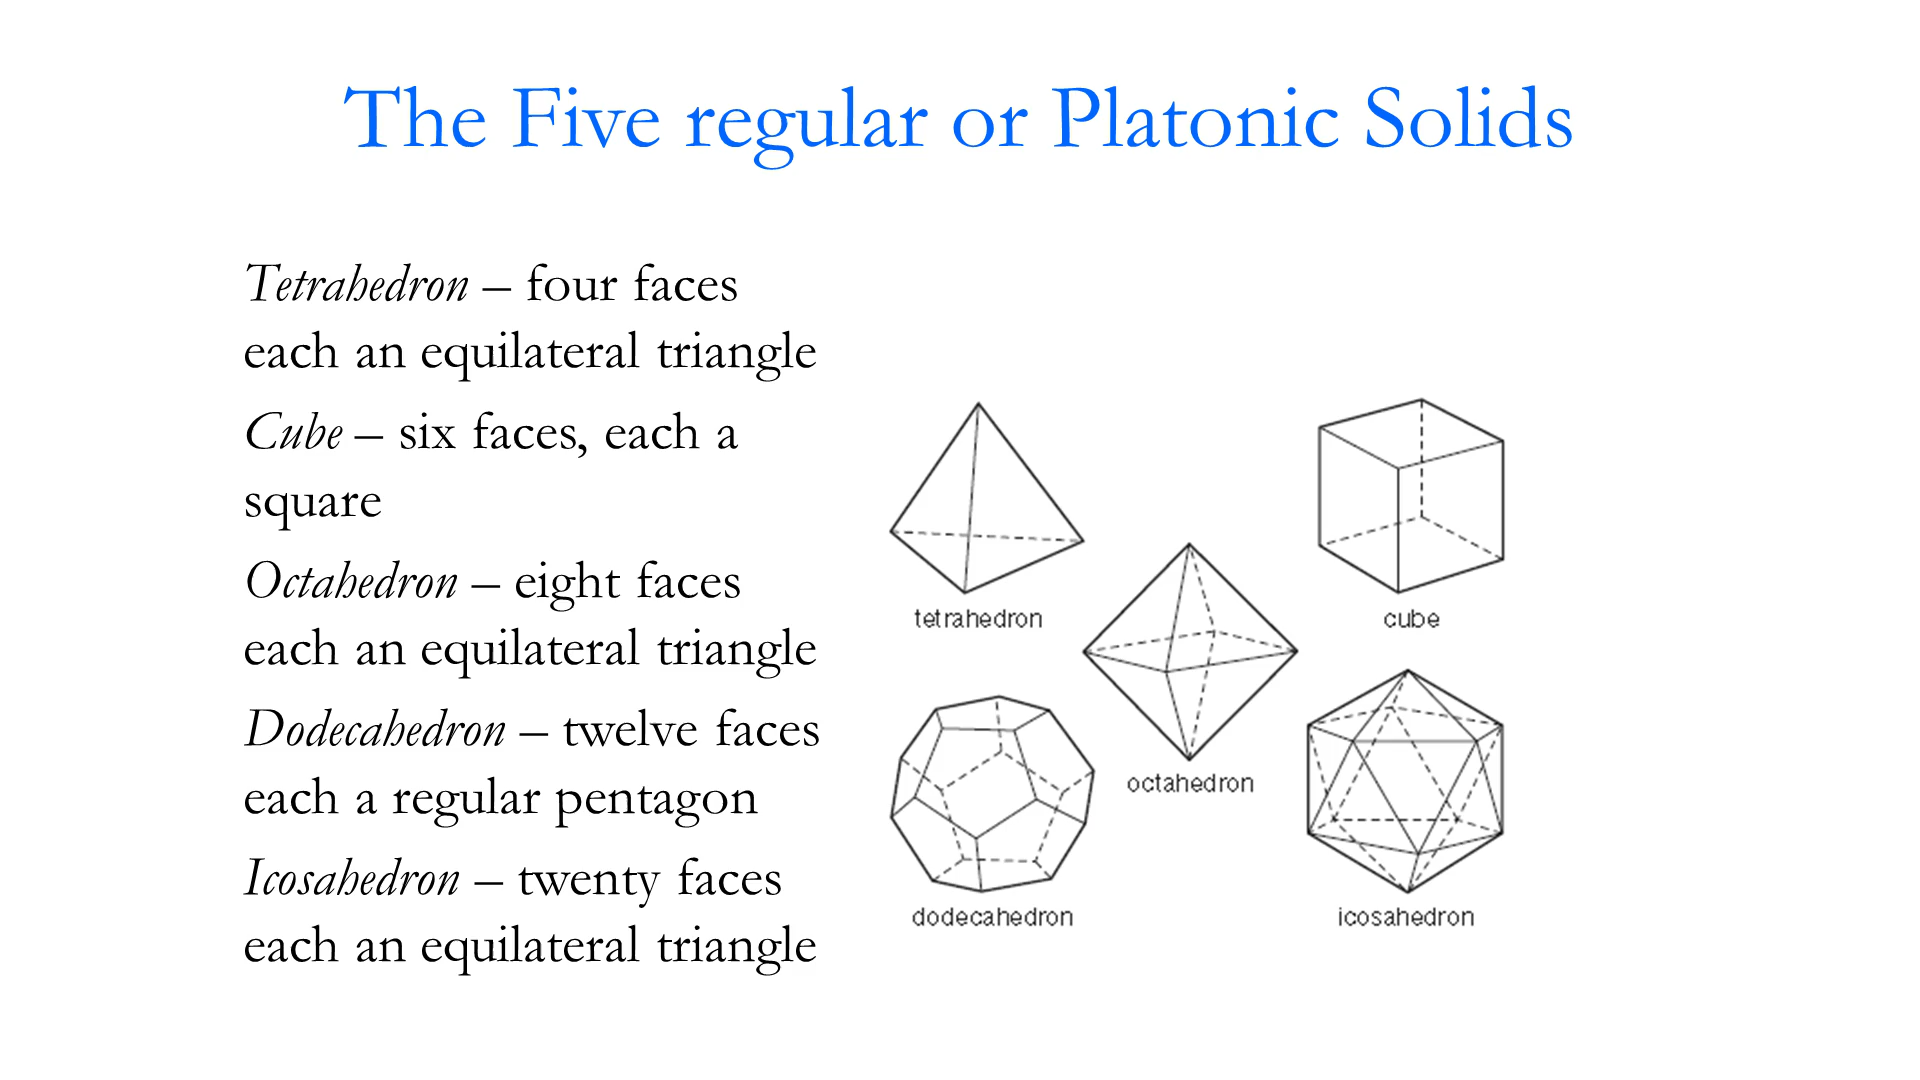 The Five regular or Platonic Solids
Tetrahedron – four faces
each an equilateral triangle
Cube – six faces, each a
square
Octahedron – eight faces
each an equilateral triangle
Dodecahedron – twelve faces
each a regular pentagon
Icosahedron – twenty faces
each an equilateral triangle
tetrahedron
cube
octahedron
dodecahedron
icosahedron